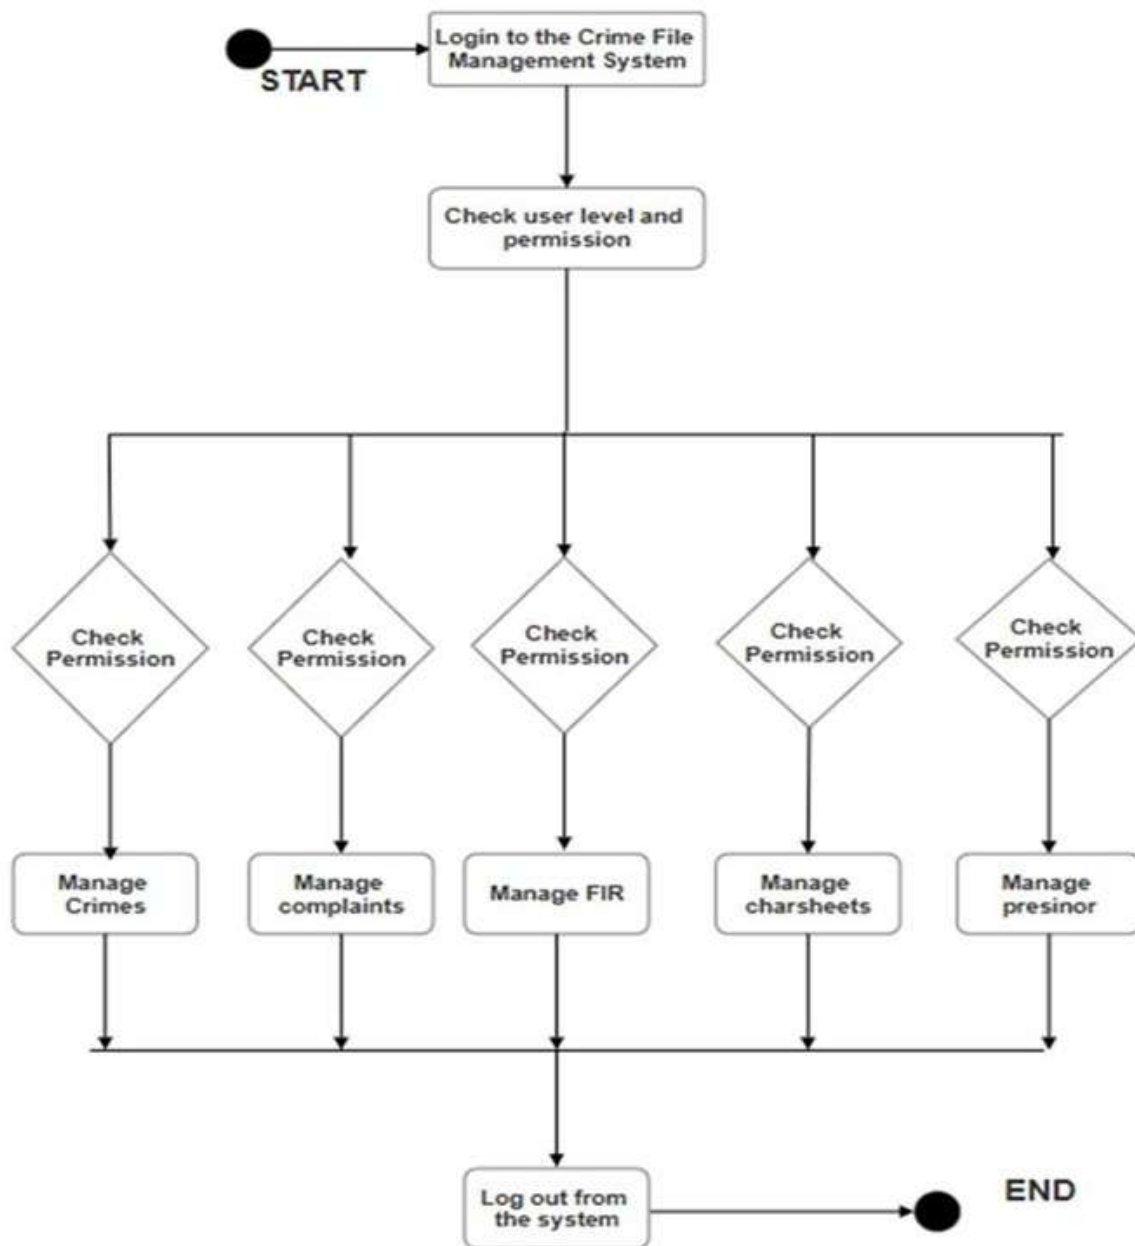 Login to the Crime File
Management System
START
Check user level and
permission
Check
Permission
Check
Permission
Check
Permission
Check
Permission
Check
Permission
Manage
Crimes
Manage
complaints
Manage FIR
Manage
charsheets
Manage
presinor
Log out from
the system
END